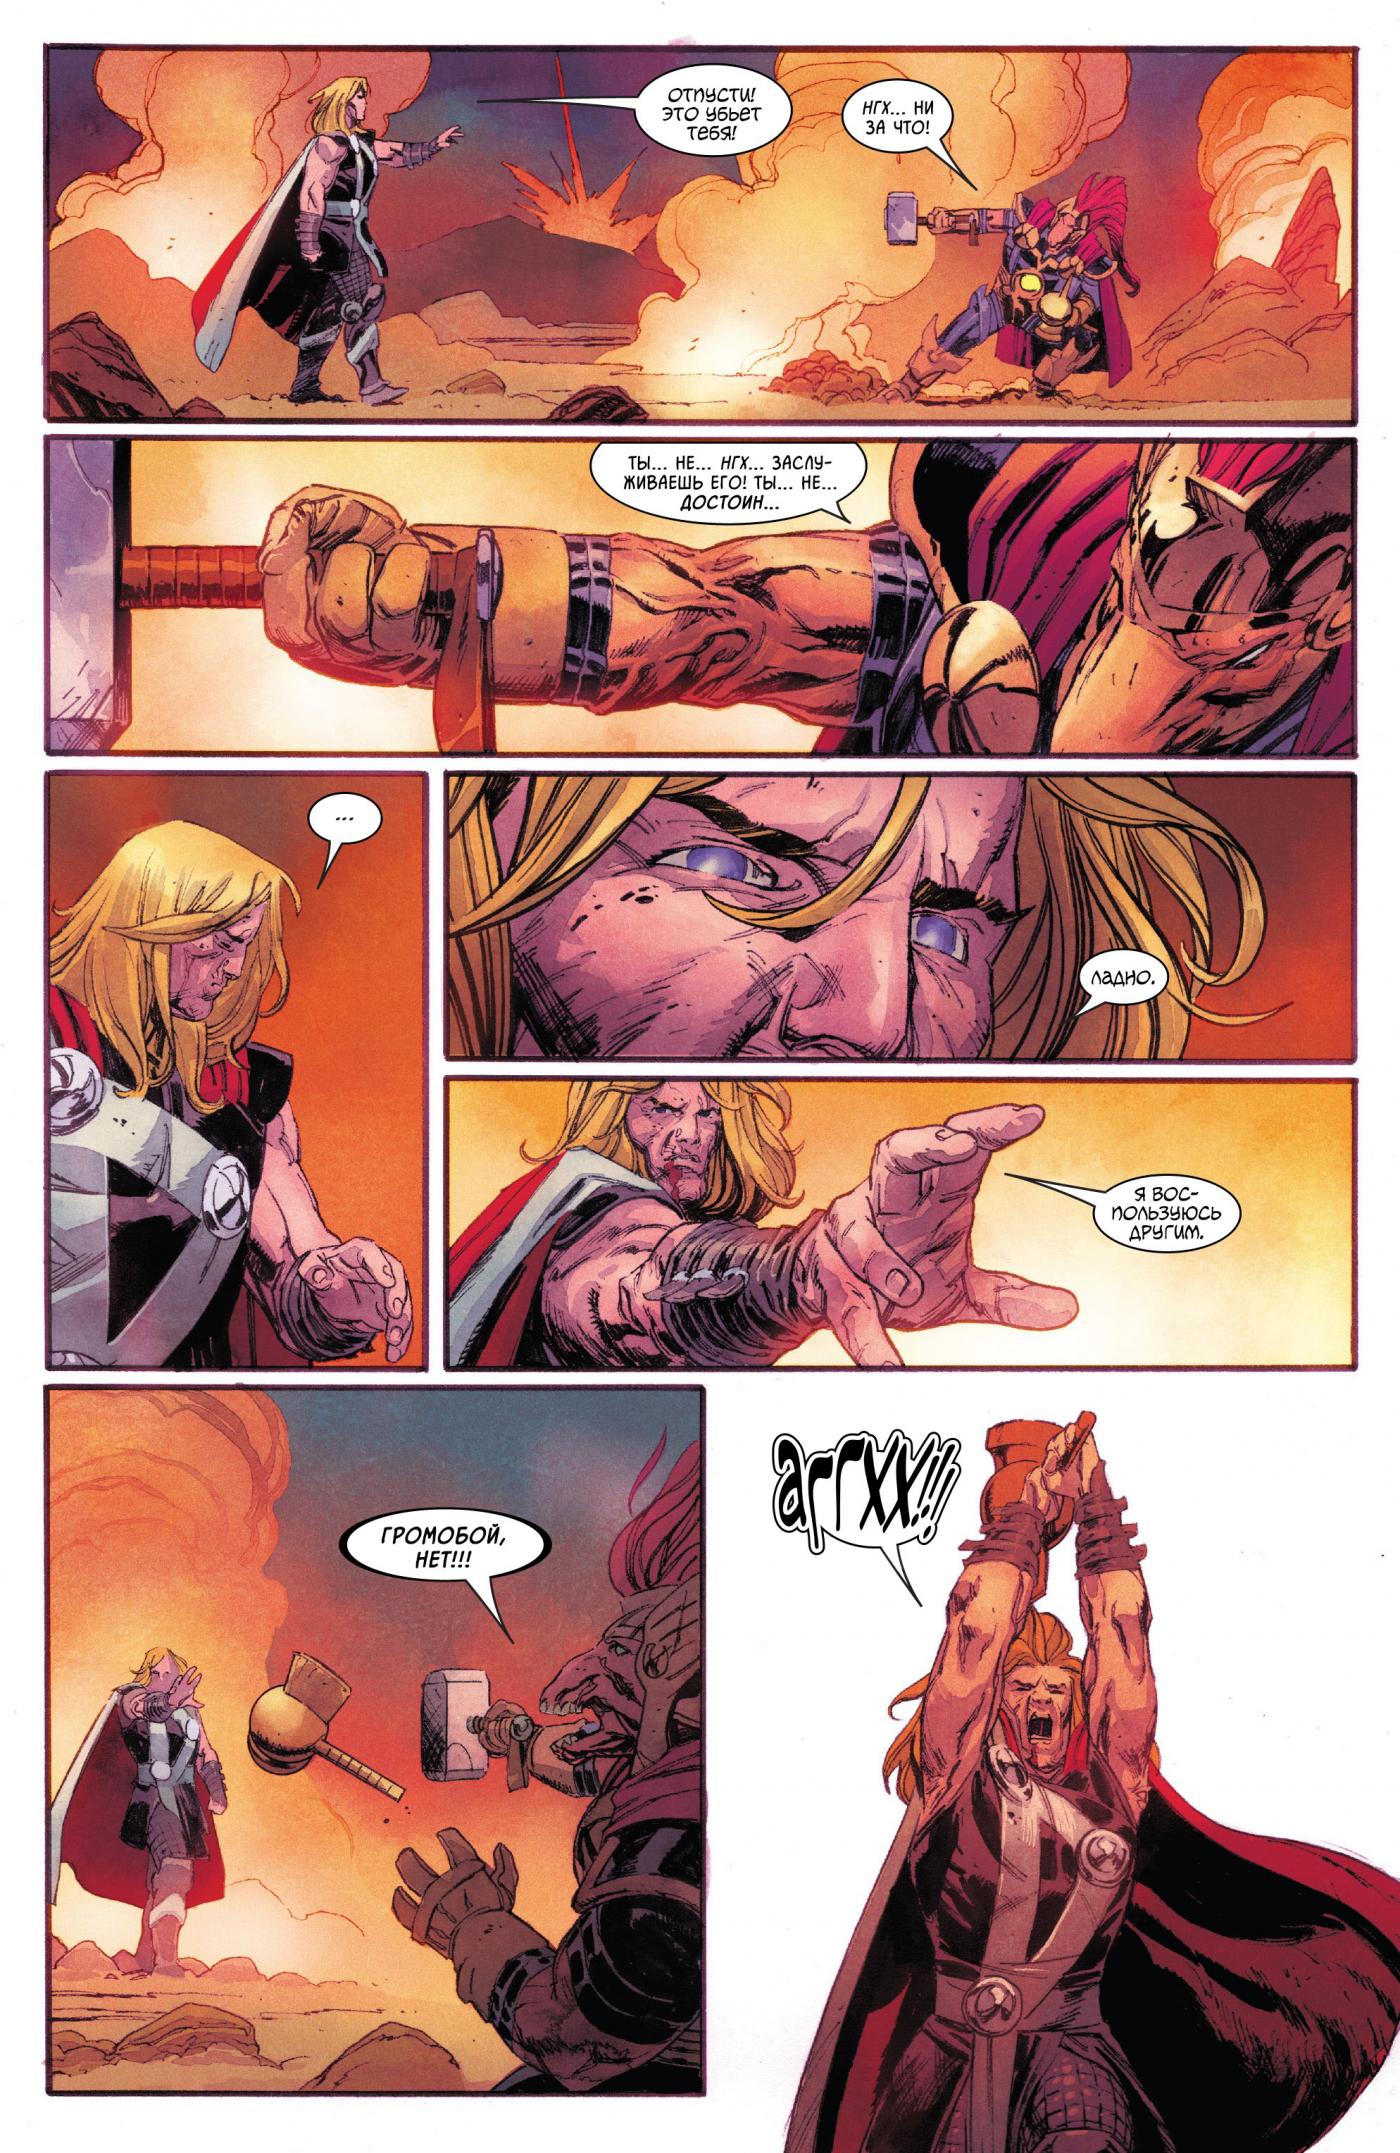 ОТПУСТИ!
ЭТО УБЬЕТ
ТЕБЯ!
НГХ... НИ
ЗА ЧТО!
ТЫ... НЕ... НГХ... ЗАСЛУ-
ЖИВАЕШЬ ЕГО! ТЫ... НЕ...
ДОСТОИН...
...
ЛАДНО.
Я ВОС-
ПОЛЬЗУЮСЬ
ДРУГИМ.
ГРОМОБОЙ,
НЕТ!!!
АГГХХ!!!